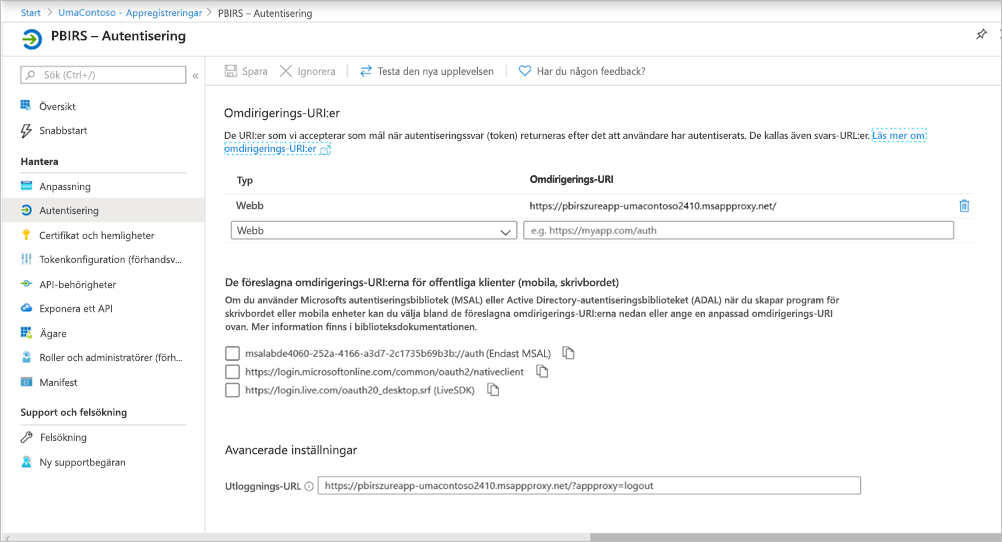 Start > UmaContoso - Appregistreringar > PBIRS – Autentisering
PBIRS – Autentisering
Sök (Ctrl+/)
«
Översikt
Snabbstart
Hantera
Anpassning
Autentisering
Certifikat och hemligheter
Tokenkonfiguration (förhandsv...
API-behörigheter
Exponera ett API
Ägare
Roller och administratörer (förh...
Manifest
Support och felsökning
Felsökning
Ny supportbegäran
Spara
Ignorera
Testa den nya upplevelsen
Har du någon feedback?
Omdirigerings-URI:er
De URI:er som vi accepterar som mål när autentiseringssvar (token) returneras efter det att användare har autentiserats. De kallas även svars-URL:er. Läs mer om
omdirigerings-URI:er
Typ
Omdirigerings-URI
Webb
https://pbirszureapp-umacontoso2410.msappproxy.net/
Webb
e.g. https://myapp.com/auth
De föreslagna omdirigerings-URI:erna för offentliga klienter (mobila, skrivbordet)
Om du använder Microsofts autentiseringsbibliotek (MSAL) eller Active Directory-autentiseringsbiblioteket (ADAL) när du skapar program för
skrivbordet eller mobila enheter kan du välja bland de föreslagna omdirigerings-URI:erna nedan eller ange en anpassad omdirigerings-URI
ovan. Mer information finns i biblioteksdokumentationen.
msalabde4060-252a-4166-a3d7-2c1735b69b3b://auth (Endast MSAL)
https://login.microsoftonline.com/common/oauth2/nativeclient
https://login.live.com/oauth20_desktop.srf (LiveSDK)
Avancerade inställningar
Utloggnings-URL
https://pbirszureapp-umacontoso2410.msappproxy.net/?appproxy=logout